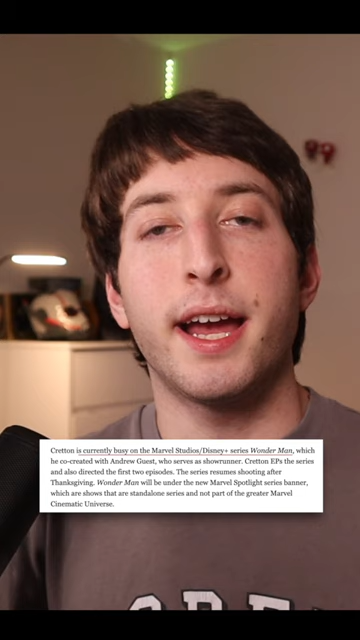 Cretton is currently busy on the Marvel Studios/Disney+ series Wonder Man, which
he co-created with Andrew Guest, who serves as showrunner. Cretton EPs the series
and also directed the first two episodes. The series resumes shooting after
Thanksgiving. Wonder Man will be under the new Marvel Spotlight series banner,
which are shows that are standalone series and not part of the greater Marvel
Cinematic Universe.